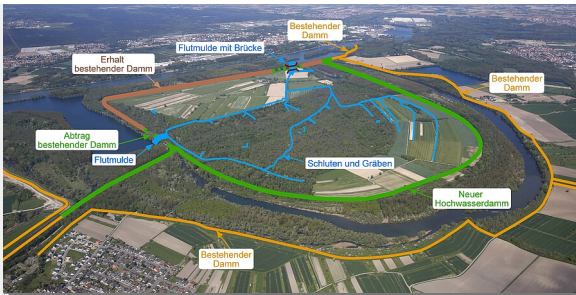 Bestehender
Damm
Flutmulde mit Brücke
Erhalt
bestehender Damm
Bestehender
Damm
Abtrag
bestehender Damm
Flutmulde
Schluten und Gräben
Neuer
Hochwasserdamm
Bestehender
Damm